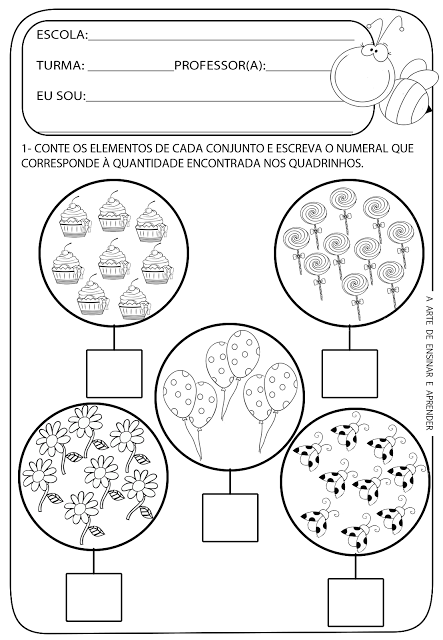 ESCOLA:
TURMA: PROFESSOR(A):
EU SOU:
1- CONTE OS ELEMENTOS DE CADA CONJUNTO E ESCREVA O NUMERAL QUE
CORRESPONDE À QUANTIDADE ENCONTRADA NOS QUADRINHOS.
A ARTE DE ENSINAR E APRENDER